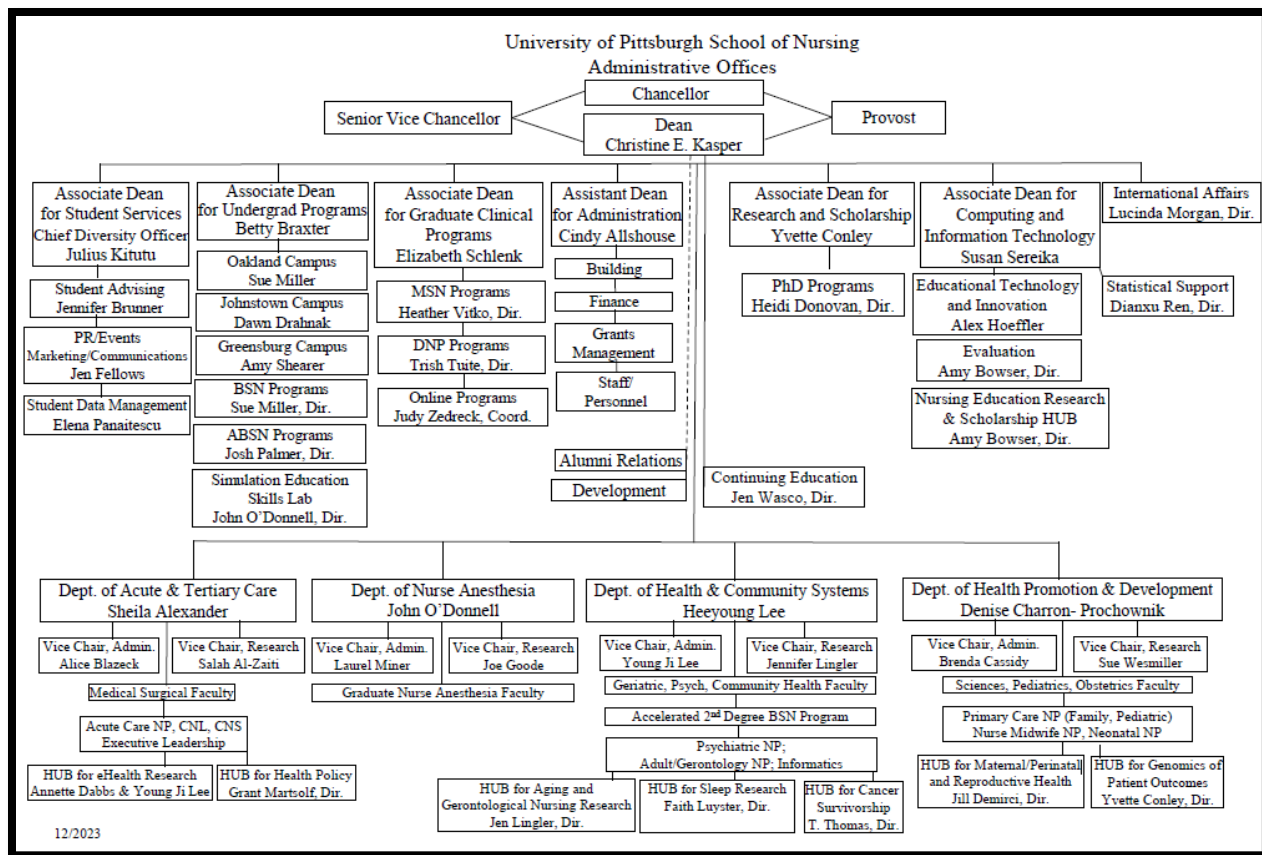 University of Pittsburgh School of Nursing
Administrative Offices
Chancellor
Senior Vice Chancellor
Provost
Dean
Christine E. Kasper
Associate Dean
for Student Services
Chief Diversity Officer
Julius Kitutu
Student Advising
Jennifer Brunner
PR/Events
Marketing/Communications
Jen Fellows
Student Data Management
Elena Panaitescu
Associate Dean
for Undergrad Programs
Betty Braxter
Oakland Campus
Sue Miller
Johnstown Campus
Dawn Drahnak
Greensburg Campus
Amy Shearer
BSN Programs
Sue Miller, Dir.
ABSN Programs
Josh Palmer, Dir.
Simulation Education
Skills Lab
John O’Donnell, Dir.
Associate Dean
for Graduate Clinical
Programs
Elizabeth Schlenk
MSN Programs
Heather Vitko, Dir.
DNP Programs
Trish Tuite, Dir.
Online Programs
Judy Zedreck, Coord.
Assistant Dean
for Administration
Cindy Allshouse
Building
Finance
Grants
Management
Staff/
Personnel
Alumni Relations
Development
Associate Dean for
Research and Scholarship
Yvette Conley
PhD Programs
Heidi Donovan, Dir.
Continuing Education
Jen Wasco, Dir.
Associate Dean for
Computing and
Information Technology
Susan Sereika
Educational Technology
and Innovation
Alex Hoeffler
Evaluation
Amy Bowser, Dir.
Nursing Education Research
& Scholarship HUB
Amy Bowser, Dir.
International Affairs
Lucinda Morgan, Dir.
Statistical Support
Dianxu Ren, Dir.
Dept. of Acute & Tertiary Care
Sheila Alexander
Vice Chair, Admin.
Alice Blazeck
Vice Chair, Research
Salah Al-Zaiti
Medical Surgical Faculty
Acute Care NP, CNL, CNS
Executive Leadership
HUB for eHealth Research
Annette Dabbs & Young Ji Lee
HUB for Health Policy
Grant Martsolf, Dir.
Dept. of Nurse Anesthesia
John O’Donnell
Vice Chair, Admin.
Laurel Miner
Vice Chair, Research
Joe Goode
Graduate Nurse Anesthesia Faculty
Dept. of Health & Community Systems
Heeyoung Lee
Vice Chair, Admin.
Young Ji Lee
Vice Chair, Research
Jennifer Lingler
Geriatric, Psych, Community Health Faculty
Accelerated 2nd Degree BSN Program
Psychiatric NP;
Adult/Gerontology NP; Informatics
HUB for Aging and
Gerontological Nursing Research
Jen Lingler, Dir.
HUB for Sleep Research
Faith Luyster, Dir.
HUB for Cancer
Survivorship
T. Thomas, Dir.
Dept. of Health Promotion & Development
Denise Charron- Prochownik
Vice Chair, Admin.
Brenda Cassidy
Vice Chair, Research
Sue Wesmiller
Sciences, Pediatrics, Obstetrics Faculty
Primary Care NP (Family, Pediatric)
Nurse Midwife NP, Neonatal NP
HUB for Maternal/Perinatal
and Reproductive Health
Jill Demirci, Dir.
HUB for Genomics of
Patient Outcomes
Yvette Conley, Dir.
12/2023